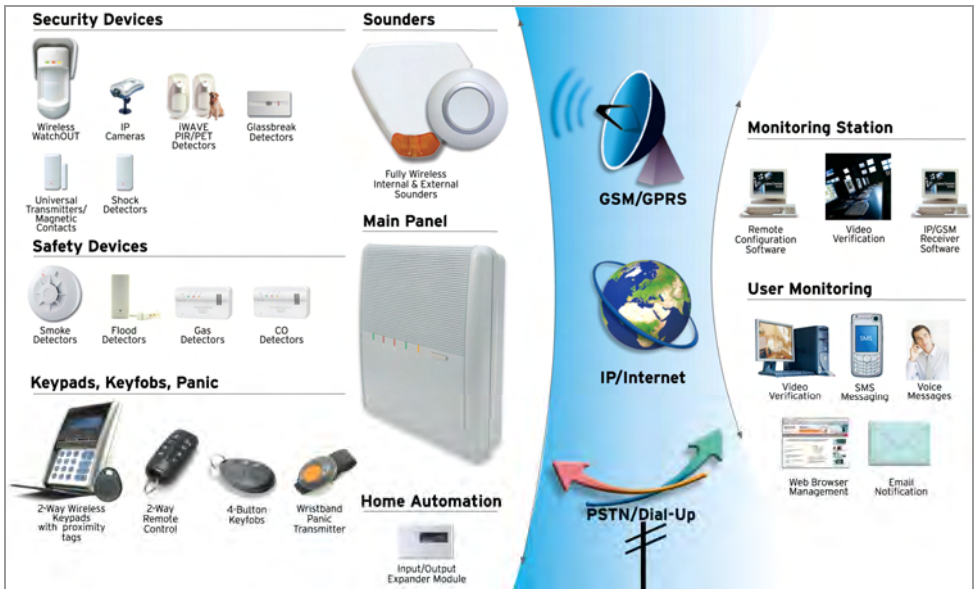 Security Devices
Wireless
WatchOUT
IP
Cameras
iWAVE
PIR/PET
Detectors
Glassbreak
Detectors
Universal
Transmitters/
Magnetic
Contacts
Shock
Detectors
Safety Devices
Smoke
Detectors
Flood
Detectors
Gas
Detectors
CO
Detectors
Keypads, Keyfobs, Panic
2-Way Wireless
Keypads
with proximity
tags
2-Way
Remote
Control
4-Button
Keyfobs
Wristband
Panic
Transmitter
Sounders
Fully Wireless
Internal & External
Sounders
Main Panel
Home Automation
Input/Output
Expander Module
GSM/GPRS
IP/Internet
PSTN/Dial-Up
Monitoring Station
Remote
Configuration
Software
Video
Verification
IP/GSM
Receiver
Software
User Monitoring
Video
Verification
SMS
SMS
Messaging
Voice
Messages
Web Browser
Management
Email
Notification